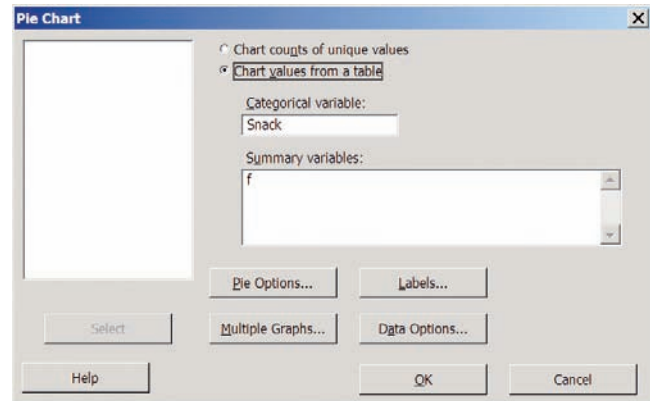 Pie Chart
Chart counts of unique values
Chart values from a table
Categorical variable:
Snack
Summary variables:
f
Pie Options...
Labels...
Select
Multiple Graphs...
Data Options...
Help
OK
Cancel